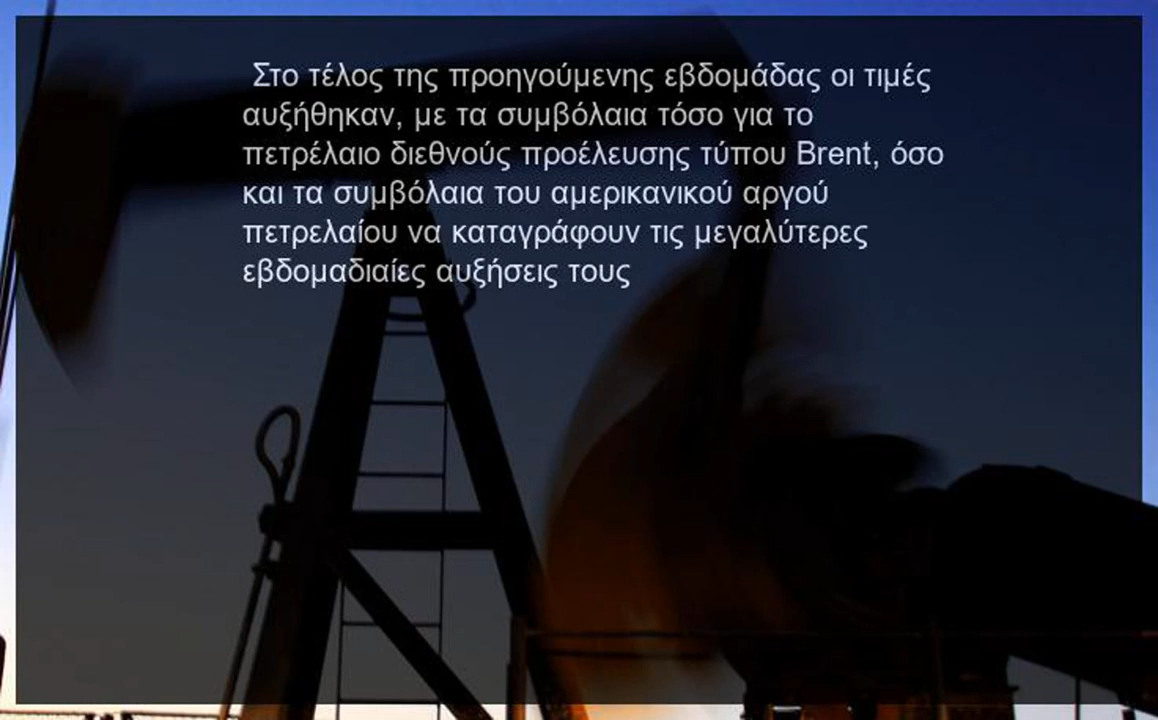 Στο τέλος της προηγούμενης εβδομάδας οι τιμές
αυξήθηκαν, με τα συμβόλαια τόσο για το
πετρέλαιο διεθνούς προέλευσης τύπου Brent, όσο
και τα συμβόλαια του αμερικανικού αργού
πετρελαίου να καταγράφουν τις μεγαλύτερες
εβδομαδιαίες αυξήσεις τους